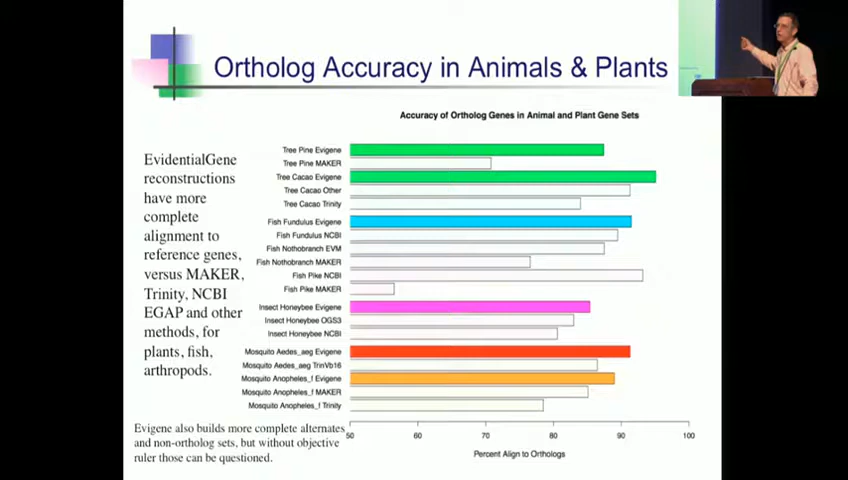 Ortholog Accuracy in Animals & Plants
Accuracy of Ortholog Genes in Animal and Plant Gene Sets
EvidentialGene
reconstructions
have more
complete
alignment to
reference genes,
versus MAKER,
Trinity, NCBI
EGAP and other
methods, for
plants, fish,
arthropods.
Tree Pine Evigene
Tree Pine MAKER
Tree Cacao Evigene
Tree Cacao Other
Tree Cacao Trinity
Fish Fundulus Evigene
Fish Fundulus NCBI
Fish Nothobranch EVM
Fish Nothobranch MAKER
Fish Pike NCBI
Fish Pike MAKER
Insect Honeybee Evigene
Insect Honeybee OGS3
Insect Honeybee NCBI
Mosquito Aedes_aeg Evigene
Mosquito Aedes_aeg TrinVb16
Mosquito Anopheles_f Evigene
Mosquito Anopheles_f MAKER
Mosquito Anopheles_f Trinity
50 60 70 80 90 100
Percent Align to Orthologs
Evigene also builds more complete alternates
and non-ortholog sets, but without objective
ruler those can be questioned.